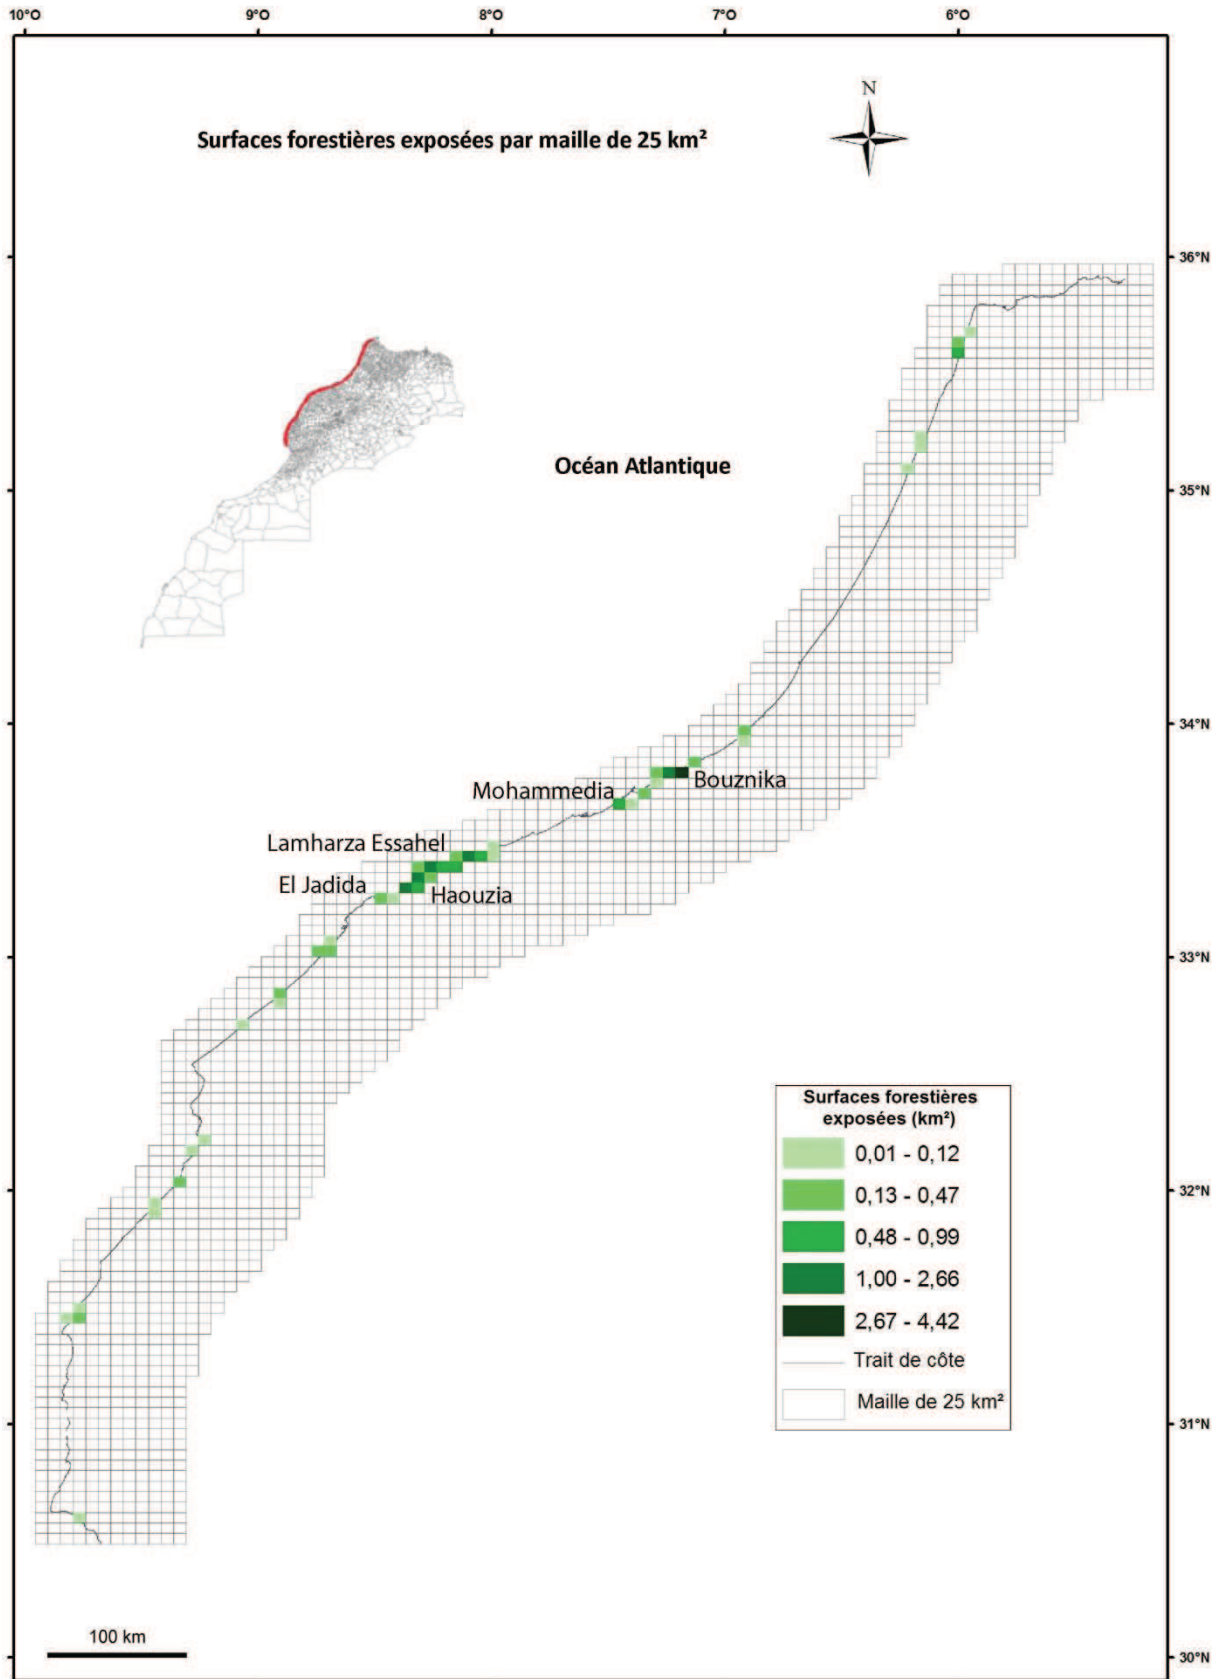 10°O
9°O
8°O
7°O
6°O
N
Surfaces forestières exposées par maille de 25 km²
36°N
Océan Atlantique
35°N
34°N
Mohammedia
Bouznika
Lamharza Essahel
El Jadida
Haouzia
33°N
Surfaces forestières
exposées (km²)
0,01 - 0,12
0,13 - 0,47
32°N
0,48 - 0,99
1,00 - 2,66
2,67 - 4,42
Trait de côte
Maille de 25 km²
31°N
100 km
30°N